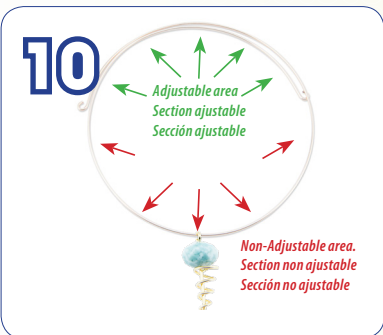 10
Adjustable area
Section ajustable
Sección ajustable
Non-Adjustable area.
Section non ajustable
Sección no ajustable